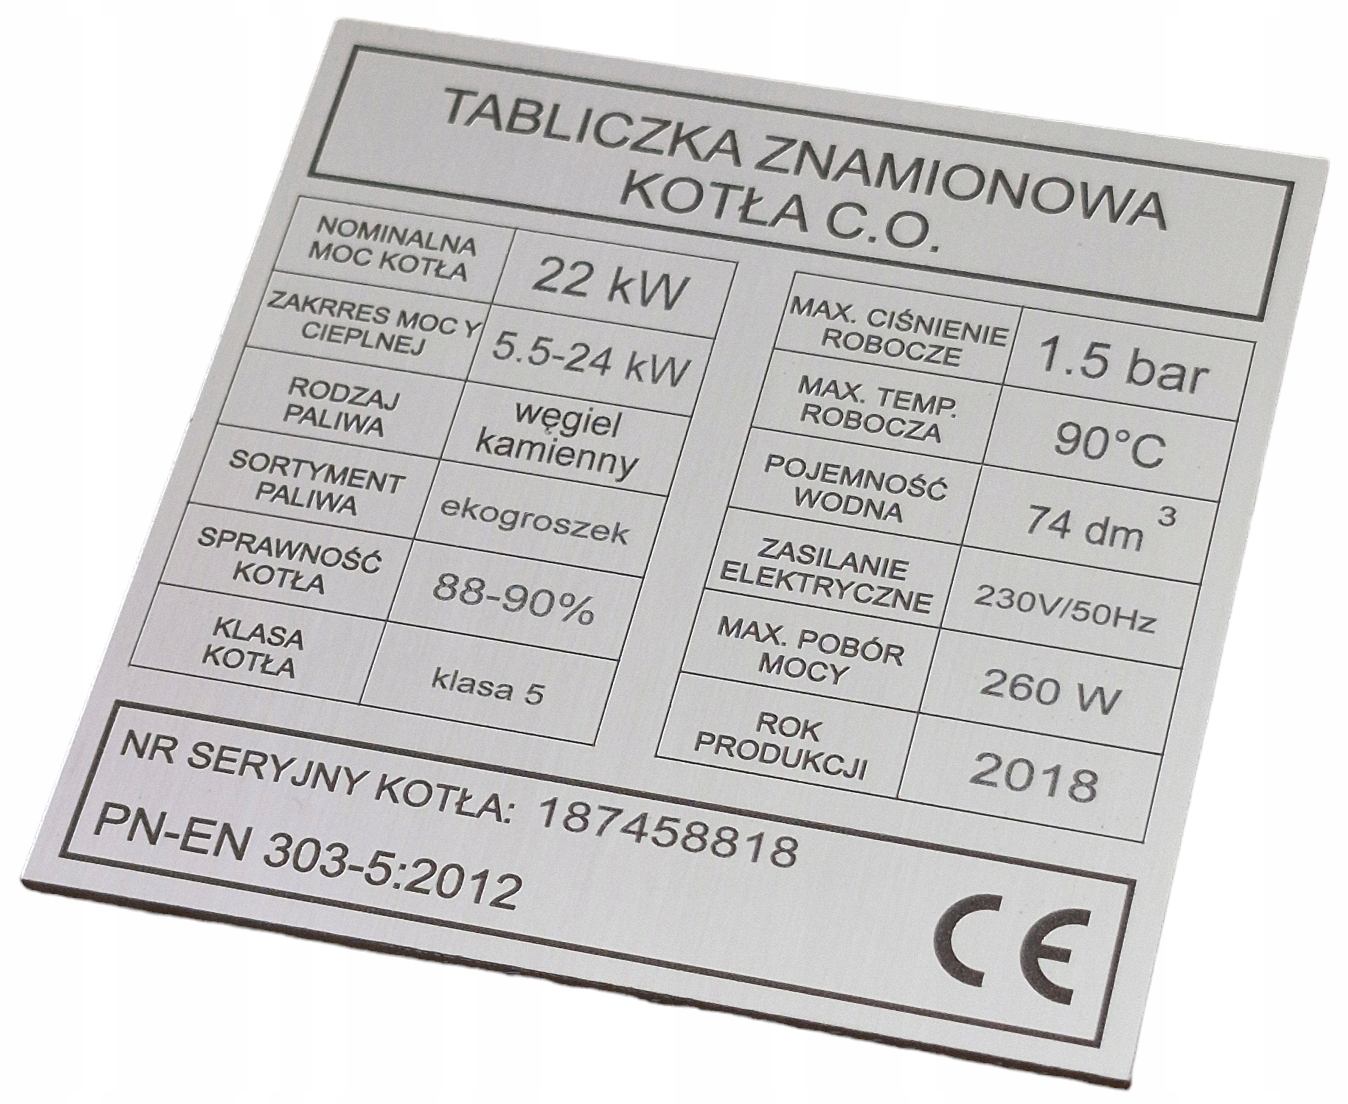 TABLICZKA ZNAMIONOWA
KOTŁA C.O.
NOMINALNA
MOC KOTŁA
22 kW
ZAKRRES MOC Y
CIEPLNEJ
5.5-24 kW
RODZAJ
PALIWA
węgiel
kamienny
SORTYMENT
PALIWA
ekogroszek
SPRAWNOŚĆ
KOTŁA
88-90%
KLASA
KOTŁA
klasa 5
MAX. CIŚNIENIE
ROBOCZE
1.5 bar
MAX. TEMP.
ROBOCZA
90°C
POJEMNOŚĆ
WODNA
74 dm ³
ZASILANIE
ELEKTRYCZNE
230V/50Hz
MAX. POBÓR
MOCY
260 W
ROK
PRODUKCJI
2018
NR SERYJNY KOTŁA: 187458818
PN-EN 303-5:2012
CE